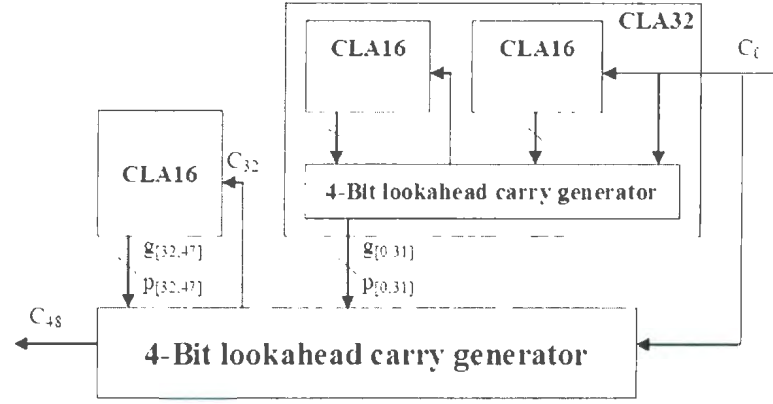 CLA32
CLA16
CLA16
C₀
CLA16
C₃₂
4-Bit lookahead carry generator
g[32,47]
p[32,47]
g[0,31]
p[0,31]
C₄₈
4-Bit lookahead carry generator